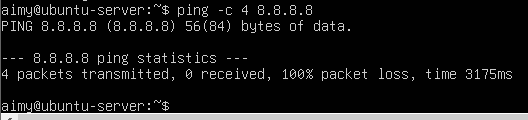 aimy@ubuntu-server:~$ ping -c 4 8.8.8.8
PING 8.8.8.8 (8.8.8.8) 56(84) bytes of data.
--- 8.8.8.8 ping statistics ---
4 packets transmitted, 0 received, 100% packet loss, time 3175ms
aimy@ubuntu-server:~$